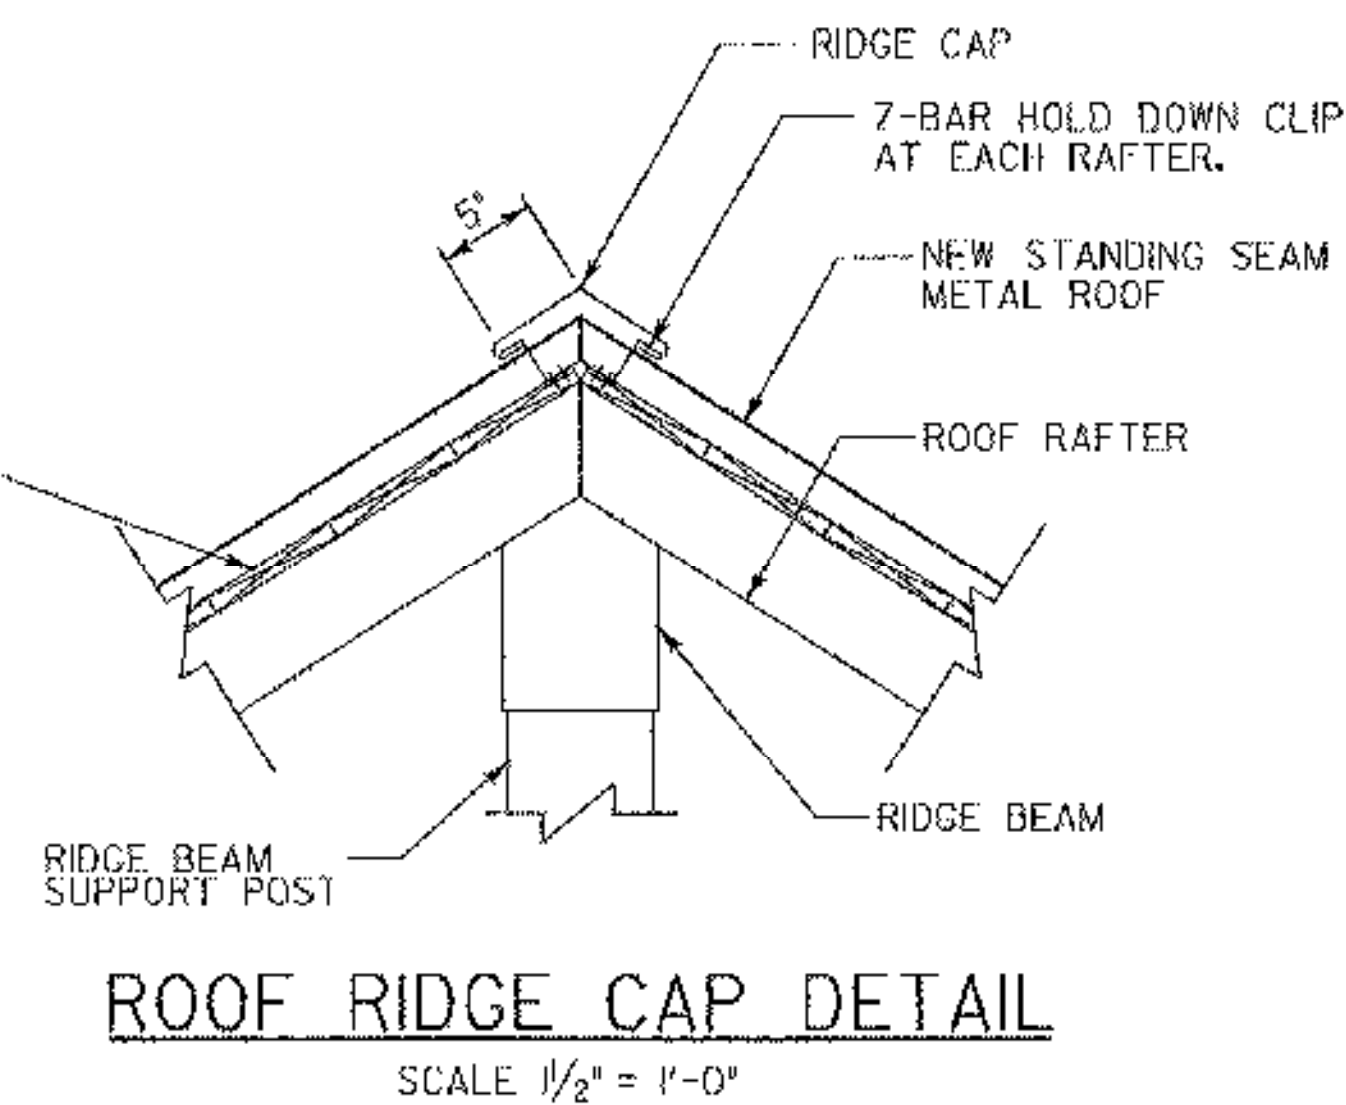 RIDGE CAP
Z-BAR HOLD DOWN CLIP
AT EACH RAFTER.
5"
NEW STANDING SEAM
METAL ROOF
ROOF RAFTER
RIDGE BEAM
RIDGE BEAM
SUPPORT POST
ROOF RIDGE CAP DETAIL
SCALE 1 1/2" = 1'-0"